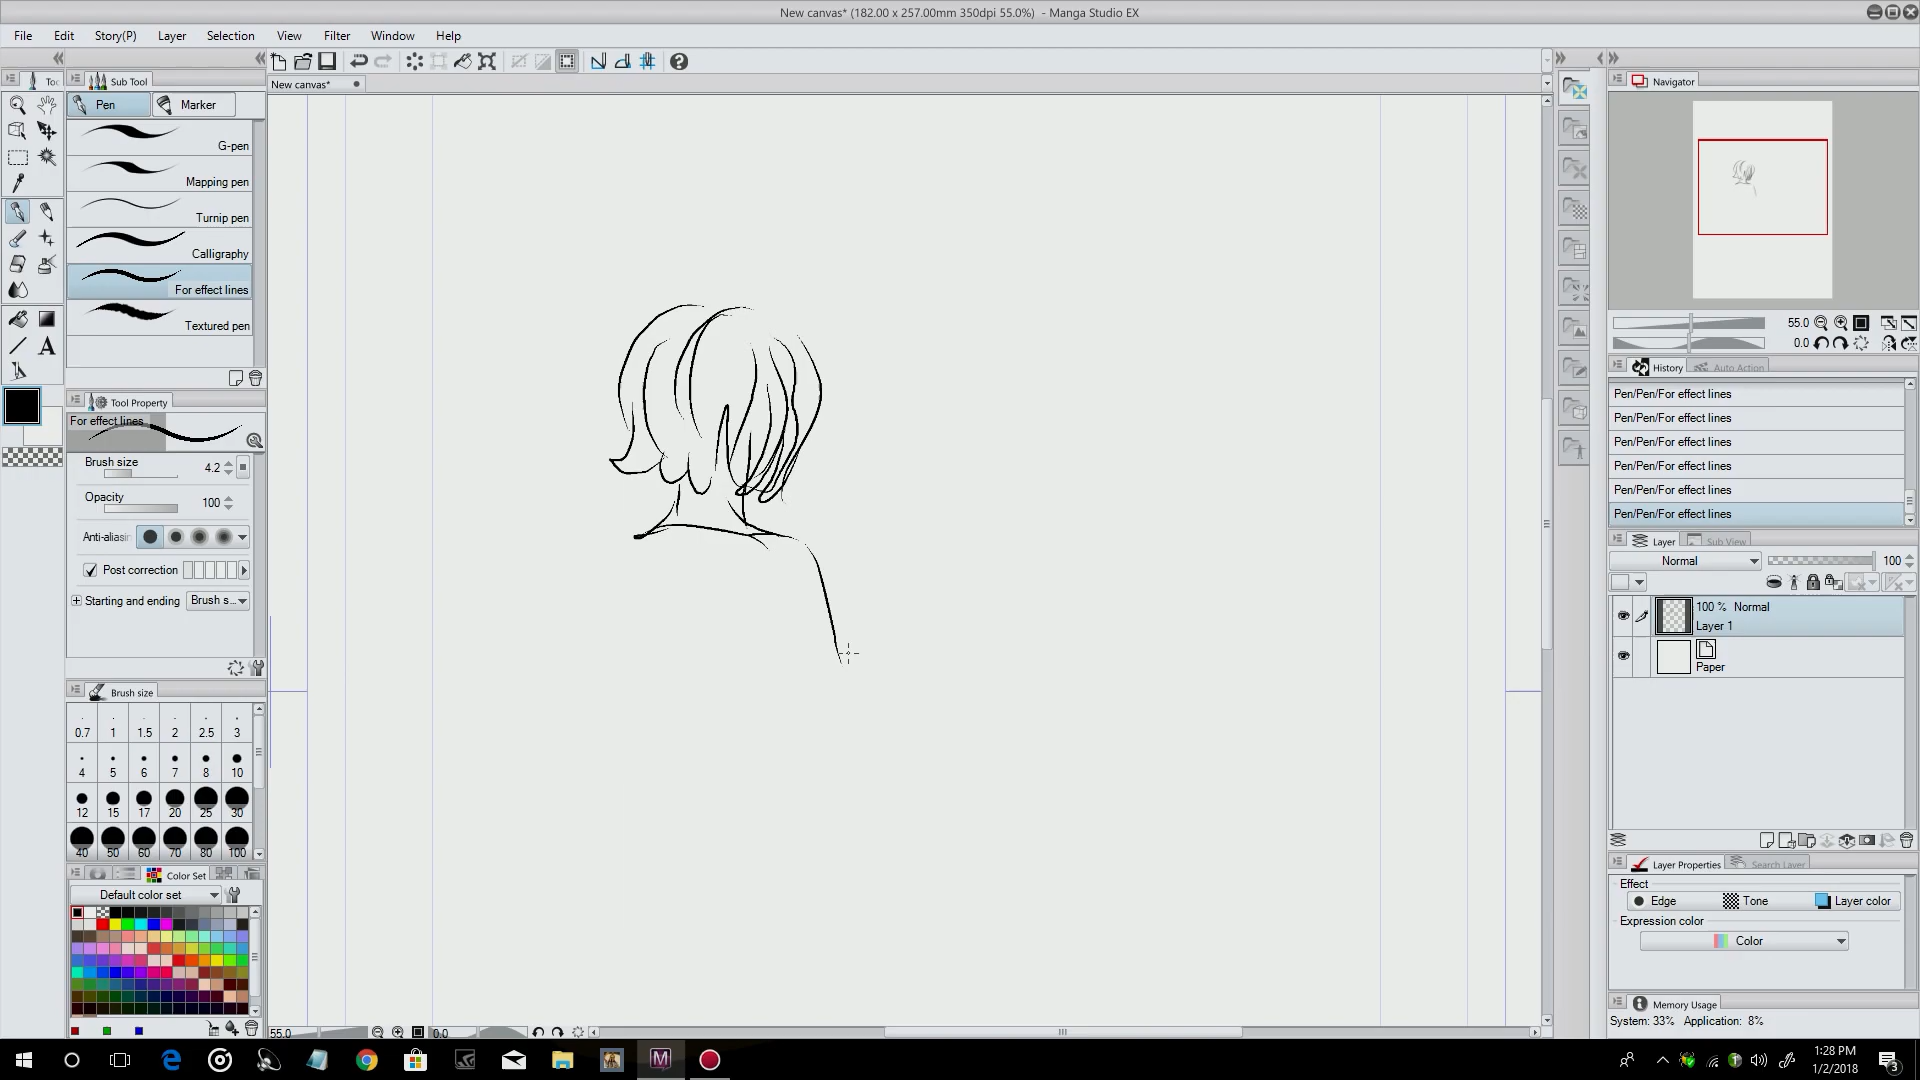 New canvas* (182.00 x 257.00mm 350dpi 55.0%) - Manga Studio EX
File Edit Story(P) Layer Selection View Filter Window Help
Sub Tool
New canvas*
Pen Marker
G-pen
Mapping pen
Turnip pen
Calligraphy
For effect lines
Textured pen
Tool Property
For effect lines
Brush size 4.2
Opacity 100
Post correction
Starting and ending Brush s...
Brush size
0.7 1 1.5 2 2.5 3
4 5 6 7 8 10
12 15 17 20 25 30
40 50 60 70 80 100
Color Set
Default color set
55.0 0.0
Navigator
55.0
0.0
History Auto Action
Pen/Pen/For effect lines
Pen/Pen/For effect lines
Pen/Pen/For effect lines
Pen/Pen/For effect lines
Pen/Pen/For effect lines
Pen/Pen/For effect lines
Layer Sub View
Normal 100
100 % Normal
Layer 1
Paper
Layer Properties Search Layer
Effect
Edge Tone Layer color
Expression color
Color
Memory Usage
System: 33% Application: 8%
1:28 PM
1/2/2018
3